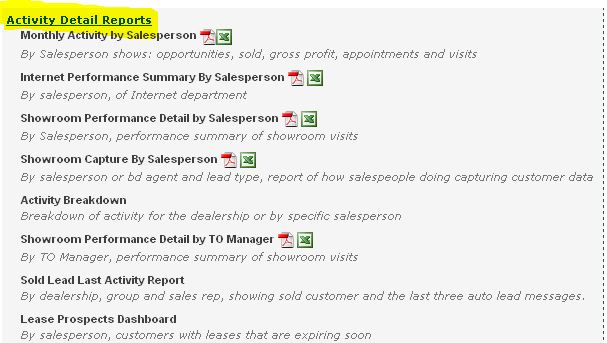 Activity Detail Reports
Monthly Activity by Salesperson
By Salesperson shows: opportunities, sold, gross profit, appointments and visits
Internet Performance Summary By Salesperson
By salesperson, of Internet department
Showroom Performance Detail by Salesperson
By Salesperson, performance summary of showroom visits
Showroom Capture By Salesperson
By salesperson or bd agent and lead type, report of how salespeople doing capturing customer data
Activity Breakdown
Breakdown of activity for the dealership or by specific salesperson
Showroom Performance Detail by TO Manager
By TO Manager, performance summary of showroom visits
Sold Lead Last Activity Report
By dealership, group and sales rep, showing sold customer and the last three auto lead messages.
Lease Prospects Dashboard
By salesperson, customers with leases that are expiring soon